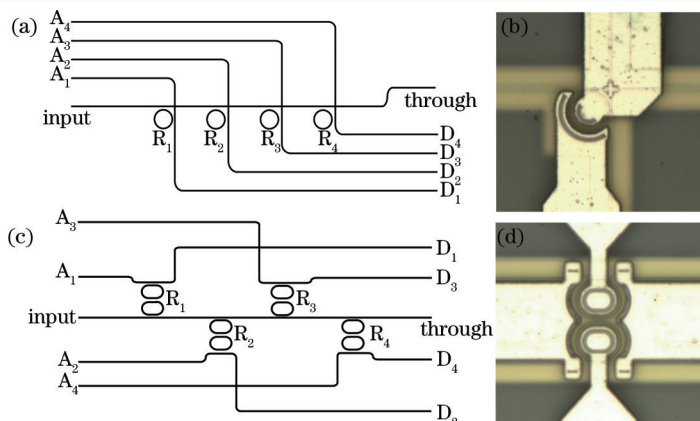 (a)
A₄
A₃
A₂
A₁
input
R₁ R₂ R₃ R₄
through
D₄
D₃
D₂
D₁
(b)
(c)
A₃
A₁
input
A₂
A₄
R₁
R₂
R₃
R₄
D₁
D₃
through
D₄
D₂
(d)